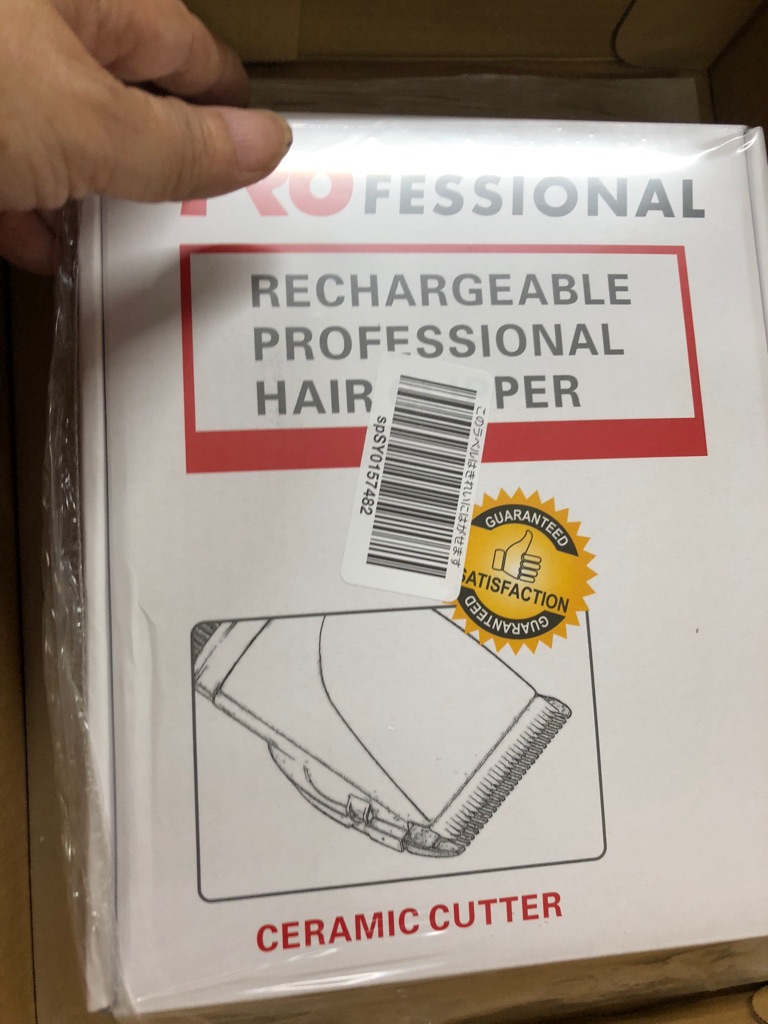 PROFESSIONAL
RECHARGEABLE
PROFESSIONAL
HAIR PER
このラベルはきれいにはがせます
spSY0157482
GUARANTEED
SATISFACTION
GUARANTEED
CERAMIC CUTTER